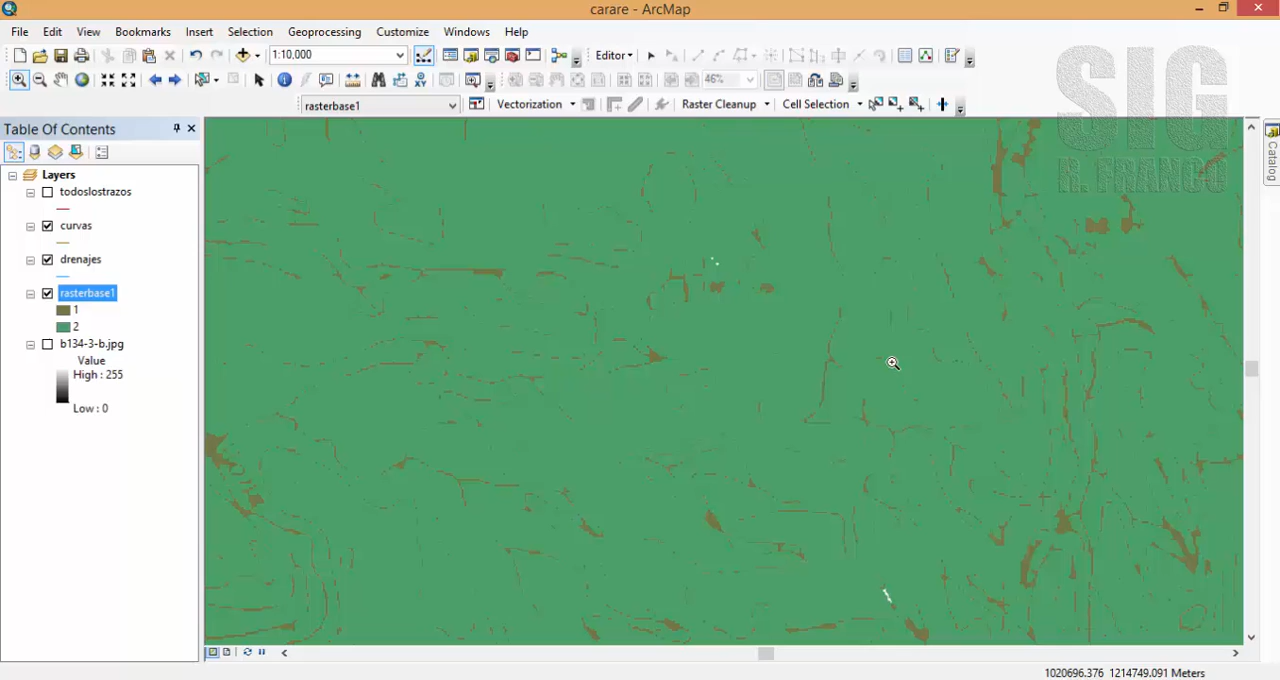 carare - ArcMap
File Edit View Bookmarks Insert Selection Geoprocessing Customize Windows Help
1:10,000 Editor
46%
rasterbase1 Vectorization Raster Cleanup Cell Selection
SIG
R. FRANCO
Table Of Contents
Catalog
Layers
todoslostrazos
curvas
drenajes
rasterbase1
1
2
b134-3-b.jpg
Value
High : 255
Low : 0
1020696.376 1214749.091 Meters